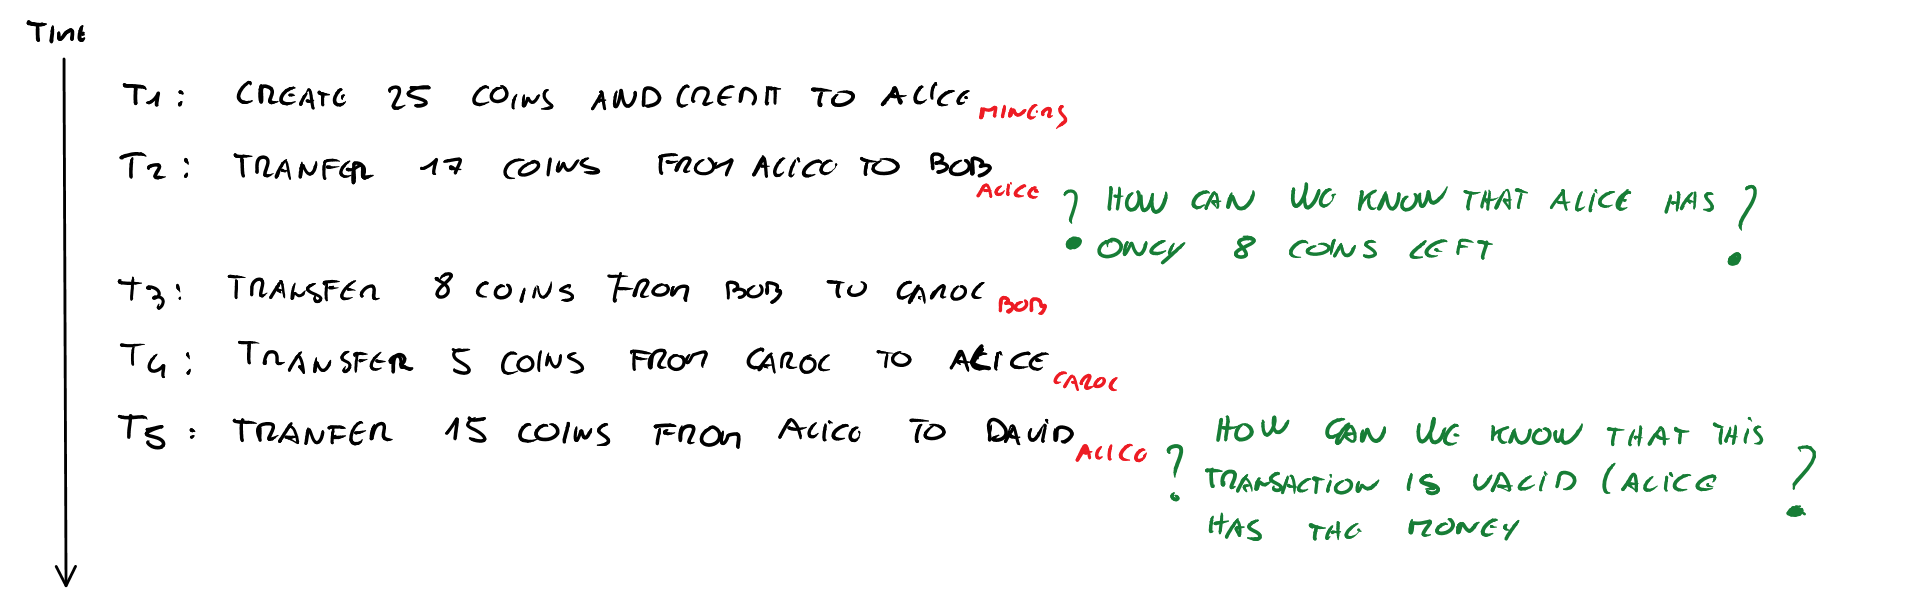 TIME
T1: CREATE 25 COINS AND CREDIT TO ALICE MINERS
T2: TRANFER 17 COINS FROM ALICE TO BOB ALICE
? HOW CAN WE KNOW THAT ALICE HAS ?
ONLY 8 COINS LEFT
T3: TRANSFER 8 COINS FROM BOB TO CAROL BOB
T4: TRANSFER 5 COINS FROM CAROL TO ALICE CAROL
T5: TRANFER 15 COINS FROM ALICE TO DAVID ALICE
? HOW CAN WE KNOW THAT THIS ?
TRANSACTION IS VALID (ALICE
HAS THE MONEY